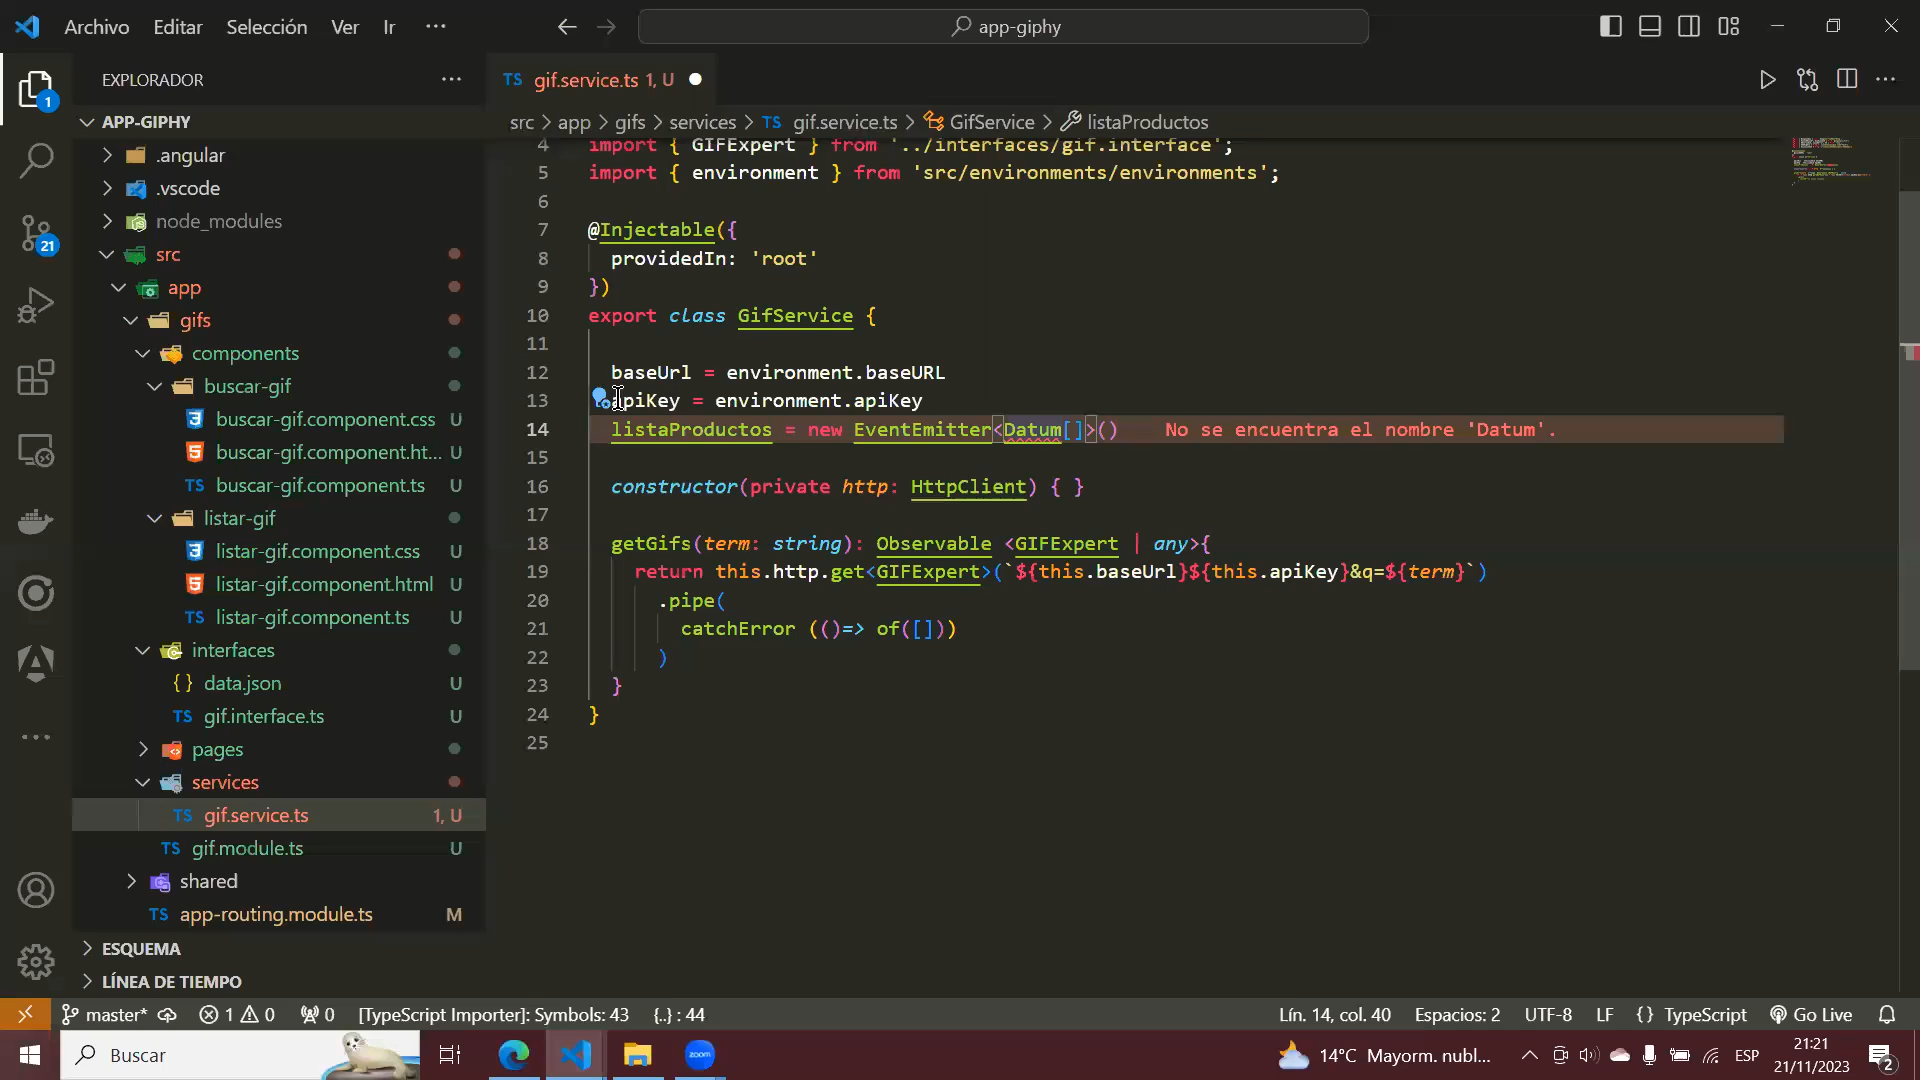 Archivo Editar Selección Ver Ir ···
app-giphy
EXPLORADOR ···
APP-GIPHY
.angular
.vscode
node_modules
src
app
gifs
components
buscar-gif
buscar-gif.component.css U
buscar-gif.component.ht... U
TS buscar-gif.component.ts U
listar-gif
listar-gif.component.css U
listar-gif.component.html U
TS listar-gif.component.ts U
interfaces
{} data.json U
TS gif.interface.ts U
pages
services
TS gif.service.ts 1, U
TS gif.module.ts U
shared
TS app-routing.module.ts M
ESQUEMA
LÍNEA DE TIEMPO
1
21
TS gif.service.ts 1, U
src > app > gifs > services > TS gif.service.ts > GifService > listaProductos
4 import { GIFExpert } from '../interfaces/gif.interface';
5 import { environment } from 'src/environments/environments';
6
7 @Injectable({
8 providedIn: 'root'
9 })
10 export class GifService {
11
12 baseUrl = environment.baseURL
13 apiKey = environment.apiKey
14 listaProductos = new EventEmitter<Datum[]>() No se encuentra el nombre 'Datum'.
15
16 constructor(private http: HttpClient) { }
17
18 getGifs(term: string): Observable <GIFExpert | any>{
19 return this.http.get<GIFExpert>(`${this.baseUrl}${this.apiKey}&q=${term}`)
20 .pipe(
21 catchError (()=> of([]))
22 )
23 }
24 }
25
master* 1 0 0 [TypeScript Importer]: Symbols: 43 {..} : 44 Lín. 14, col. 40 Espacios: 2 UTF-8 LF {} TypeScript Go Live
Buscar
zoom
14°C Mayorm. nubl... ESP
21:21
21/11/2023
2